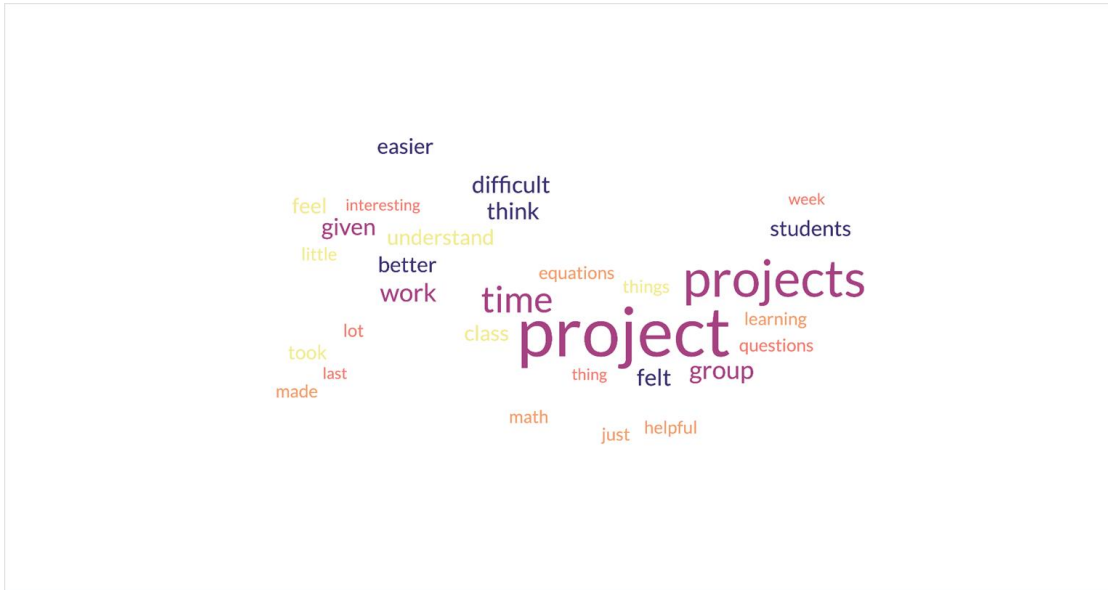 easier
difficult
think
week
feel
interesting
given
understand
students
little
better
work
equations
things
projects
time
project
learning
class
questions
lot
took
last
made
thing
felt
group
math
just
helpful